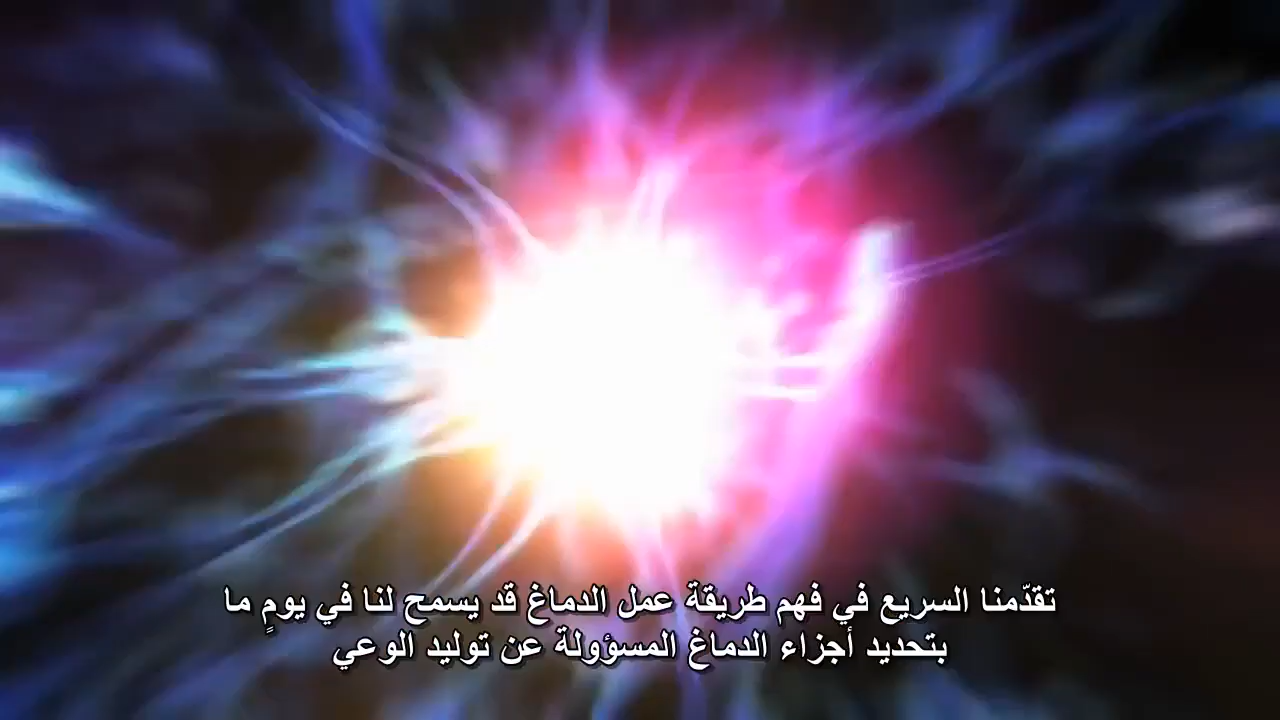 تقدّمنا السريع في فهم طريقة عمل الدماغ قد يسمح لنا في يومٍ ما
بتحديد أجزاء الدماغ المسؤولة عن توليد الوعي